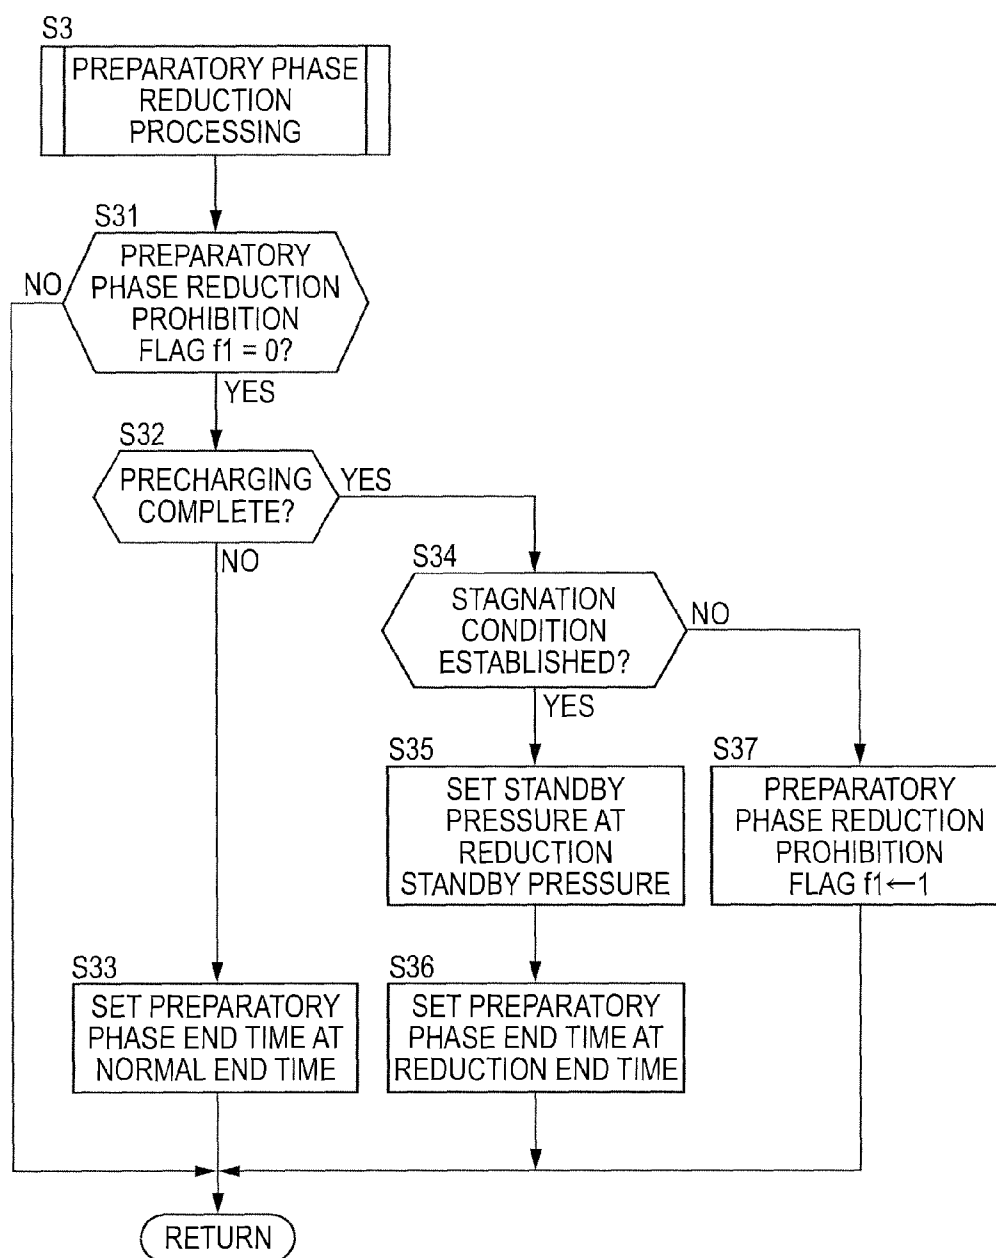 S3
PREPARATORY PHASE
REDUCTION
PROCESSING
S31
PREPARATORY
PHASE REDUCTION
PROHIBITION
FLAG f1 = 0?
NO
YES
S32
PRECHARGING
COMPLETE?
YES
NO
S34
STAGNATION
CONDITION
ESTABLISHED?
NO
YES
S35
SET STANDBY
PRESSURE AT
REDUCTION
STANDBY PRESSURE
S37
PREPARATORY
PHASE REDUCTION
PROHIBITION
FLAG f1←1
S33
SET PREPARATORY
PHASE END TIME AT
NORMAL END TIME
S36
SET PREPARATORY
PHASE END TIME AT
REDUCTION END TIME
RETURN